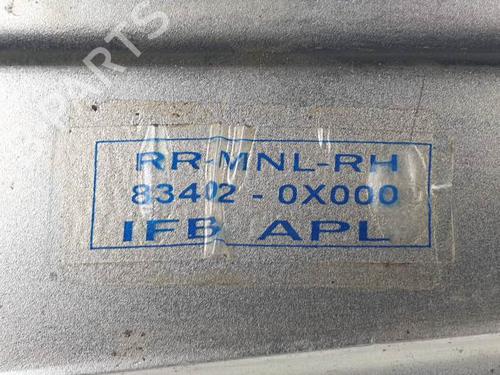 RR-MNL-RH
83402-0X000
IFB APL